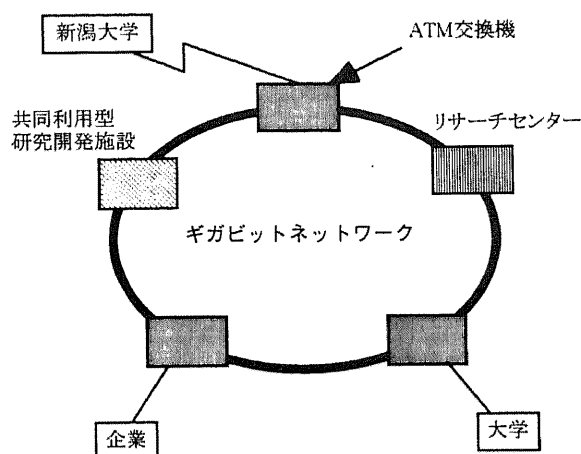 新潟大学
ATM交換機
共同利用型
研究開発施設
リサーチセンター
ギガビットネットワーク
企業
大学